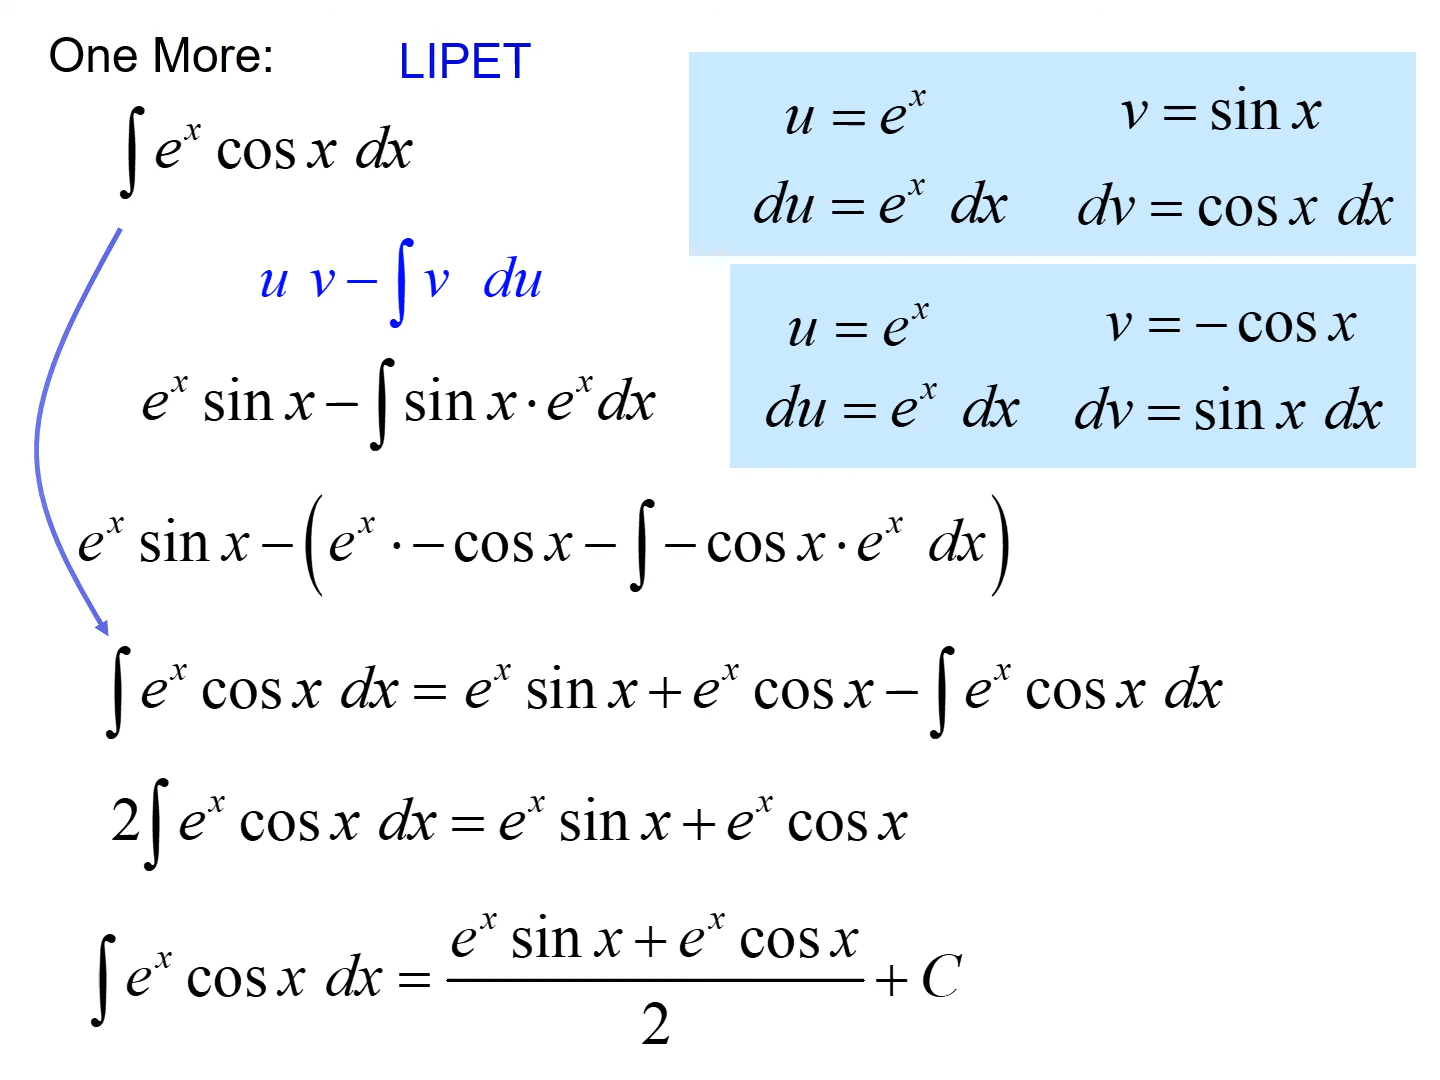 One More: LIPET
∫ eˣ cos x dx
u v − ∫ v du
eˣ sin x − ∫ sin x · eˣ dx
u = eˣ v = sin x
du = eˣ dx dv = cos x dx
u = eˣ v = − cos x
du = eˣ dx dv = sin x dx
eˣ sin x − (eˣ · − cos x − ∫ − cos x · eˣ dx)
∫ eˣ cos x dx = eˣ sin x + eˣ cos x − ∫ eˣ cos x dx
2∫ eˣ cos x dx = eˣ sin x + eˣ cos x
∫ eˣ cos x dx = (eˣ sin x + eˣ cos x)/2 + C